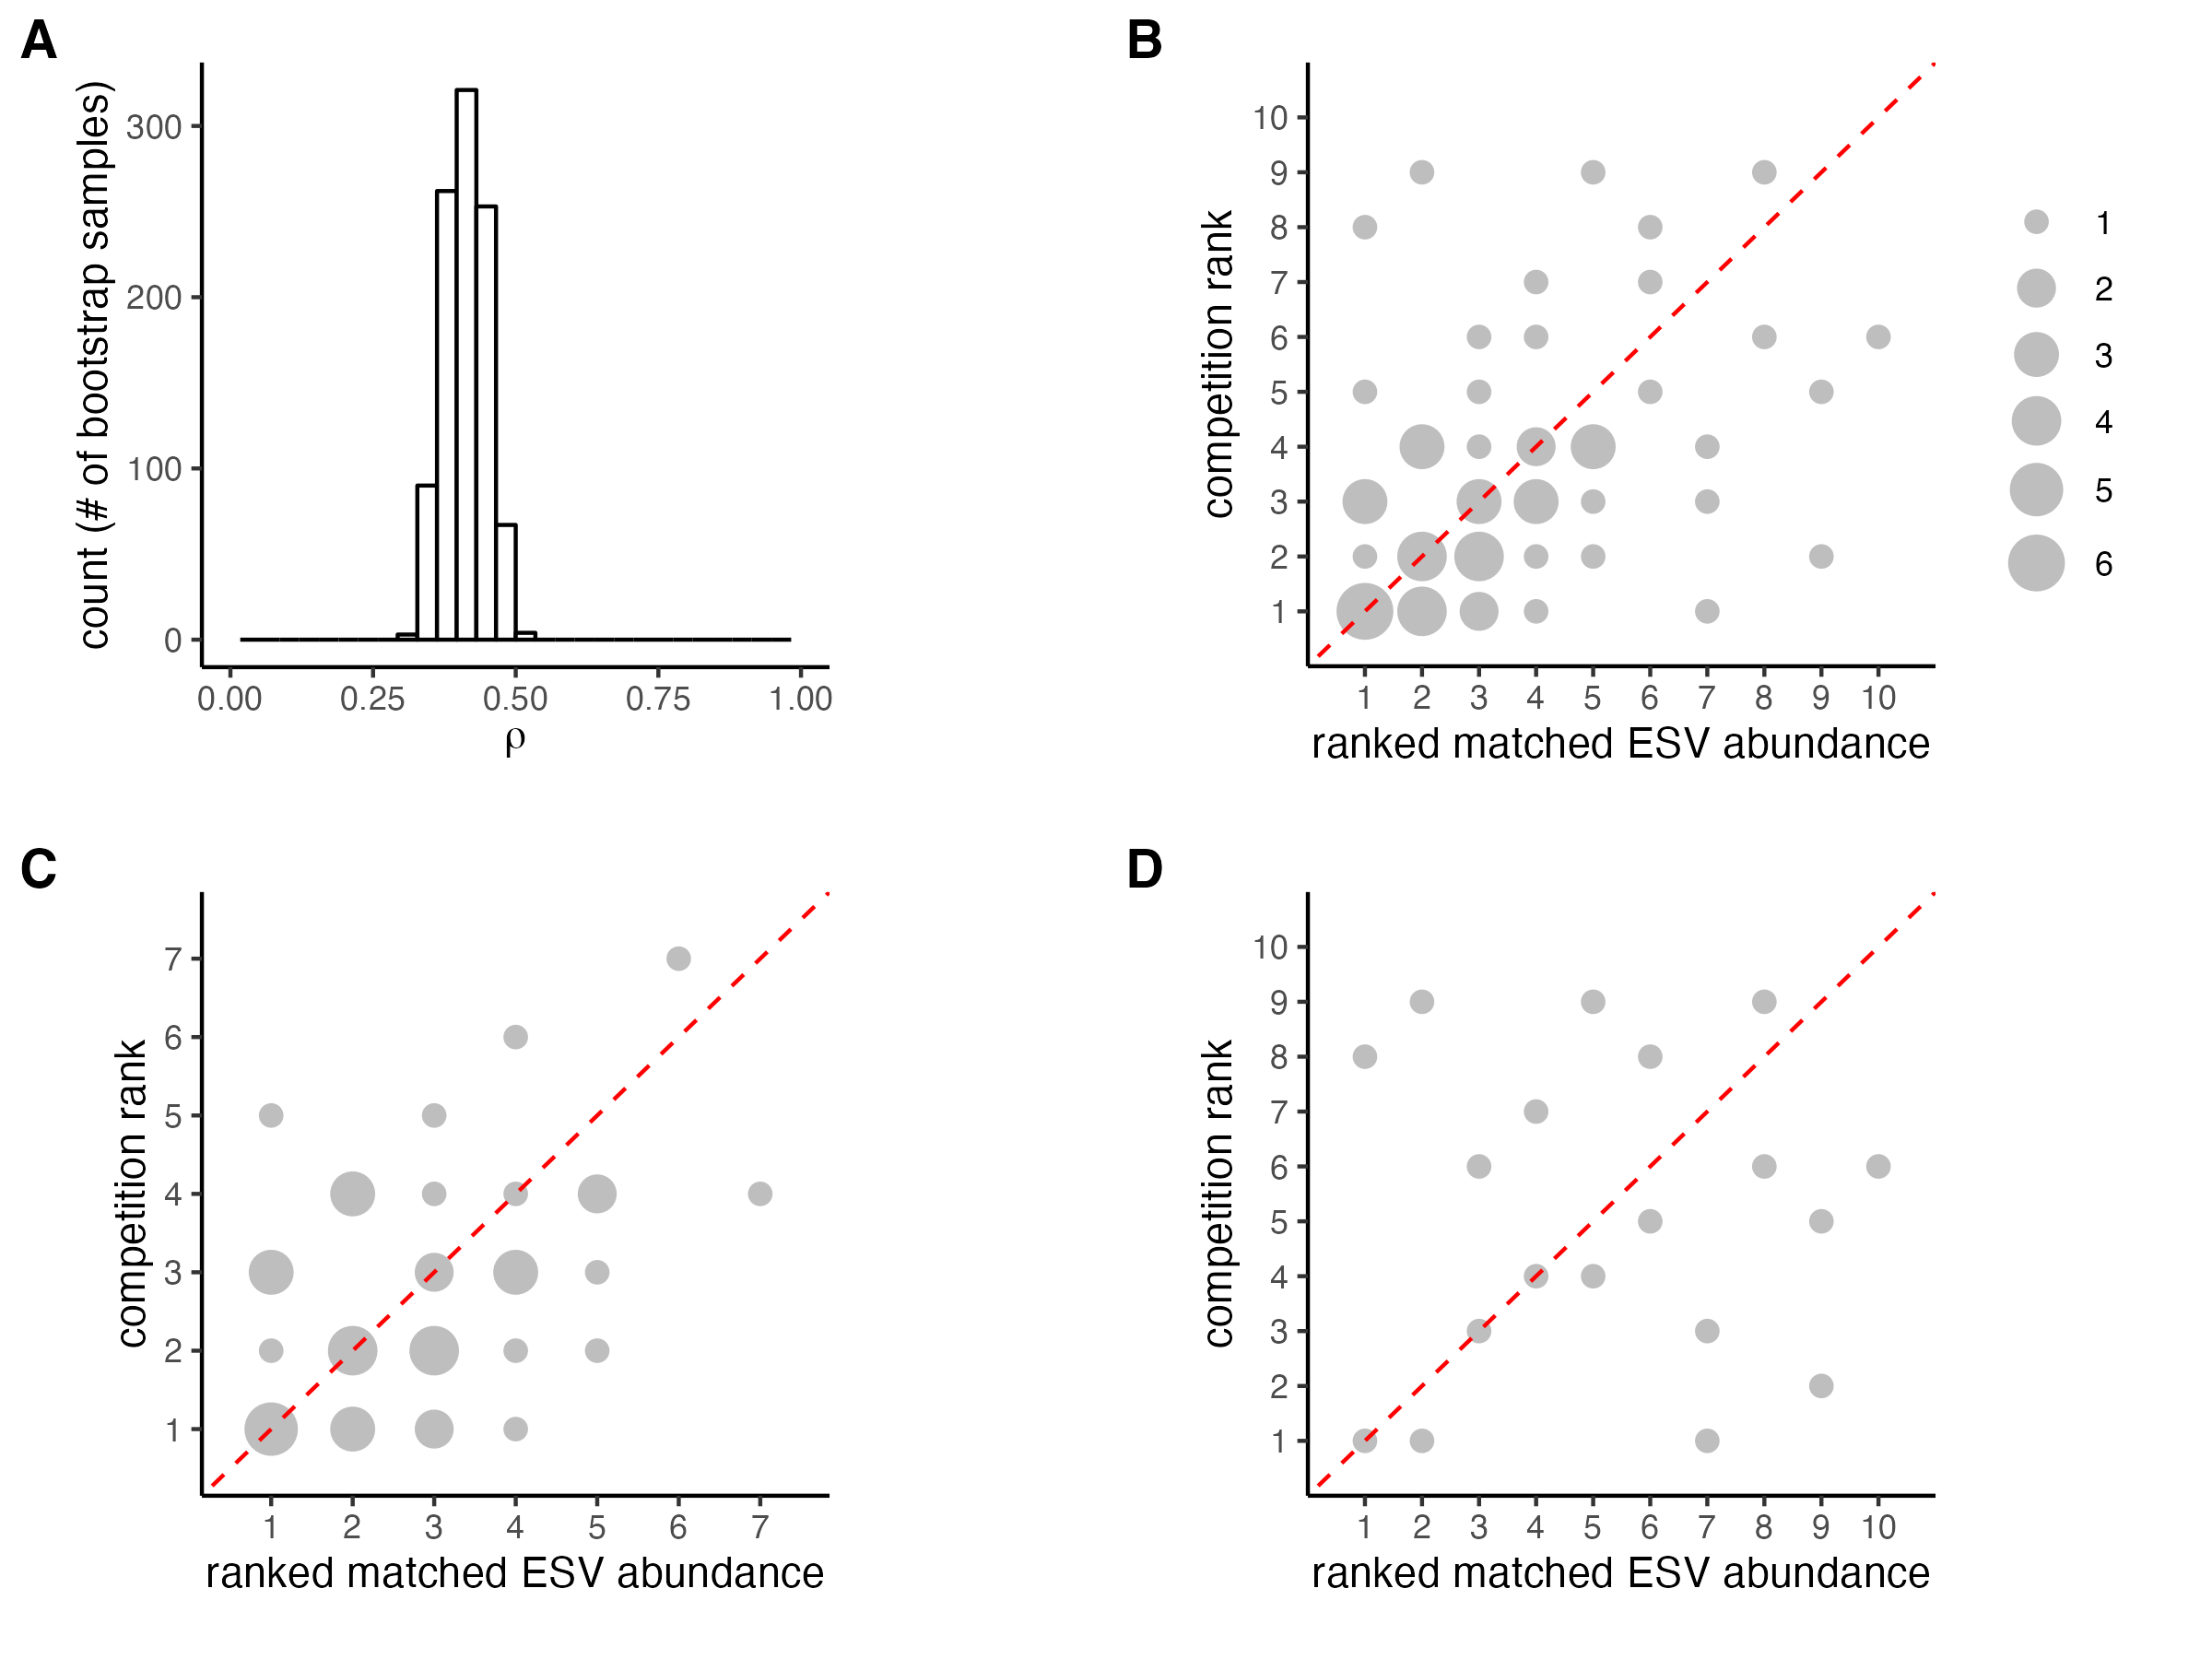 A
count (# of bootstrap samples)
300
200
100
0
0.00 0.25 0.50 0.75 1.00
ρ
B
competition rank
10
9
8
7
6
5
4
3
2
1
1 2 3 4 5 6 7 8 9 10
ranked matched ESV abundance
1
2
3
4
5
6
C
competition rank
7
6
5
4
3
2
1
1 2 3 4 5 6 7
ranked matched ESV abundance
D
competition rank
10
9
8
7
6
5
4
3
2
1
1 2 3 4 5 6 7 8 9 10
ranked matched ESV abundance